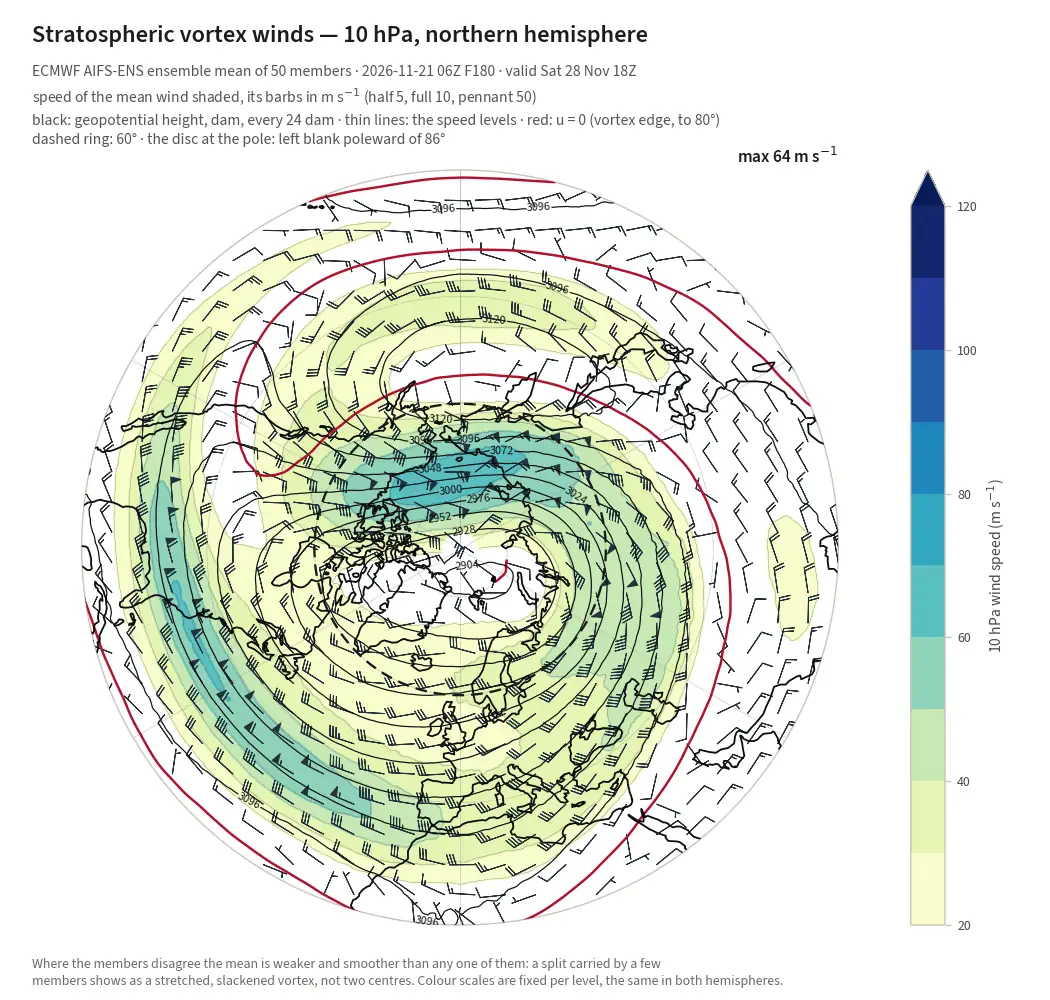 Stratospheric vortex winds — 10 hPa, northern hemisphere
ECMWF AIFS-ENS ensemble mean of 50 members · 2026-11-21 06Z F180 · valid Sat 28 Nov 18Z
speed of the mean wind shaded, its barbs in m s⁻¹ (half 5, full 10, pennant 50)
black: geopotential height, dam, every 24 dam · thin lines: the speed levels · red: u = 0 (vortex edge, to 80°)
dashed ring: 60° · the disc at the pole: left blank poleward of 86°
max 64 m s⁻¹
120
100
80
60
40
20
10 hPa wind speed (m s⁻¹)
3096
3096
3096
3120
3120
3096
3072
3048
3024
3000
2976
2952
2928
2904
3096
3096
Where the members disagree the mean is weaker and smoother than any one of them: a split carried by a few
members shows as a stretched, slackened vortex, not two centres. Colour scales are fixed per level, the same in both hemispheres.